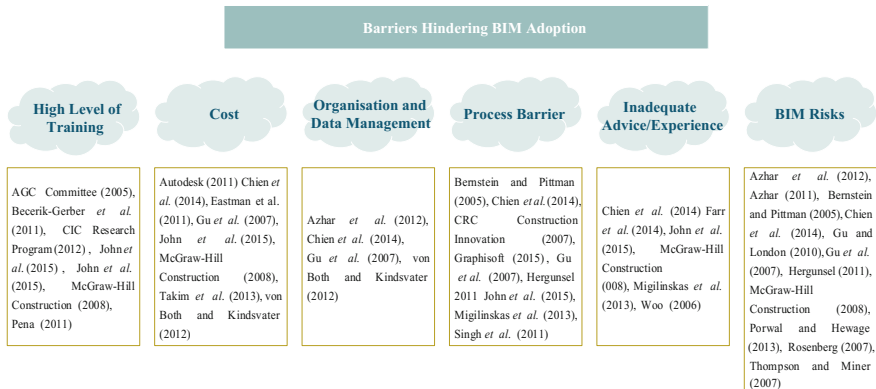 Barriers Hindering BIM Adoption
High Level of
Training
Cost
Organisation and
Data Management
Process Barrier
Inadequate
Advice/Experience
BIM Risks
AGC Committee (2005),
Becerik-Gerber et al.
(2011), CIC Research
Program(2012) , John et
al. (2015) , John et al.
(2015), McGraw-Hill
Construction (2008),
Pena (2011)
Autodesk (2011) Chien et
al. (2014), Eastman et al.
(2011), Gu et al. (2007),
John et al. (2015),
McGraw-Hill
Construction (2008),
Takim et al. (2013), von
Both and Kindsvater
(2012)
Azhar et al. (2012),
Chien et al. (2014),
Gu et al. (2007), von
Both and Kindsvater
(2012)
Bernstein and Pittman
(2005), Chien et al. (2014),
CRC Construction
Innovation (2007),
Graphisoft (2015), Gu
et al. (2007), Hergunsel
2011 John et al. (2015),
Migilinskas et al. (2013),
Singh et al. (2011)
Chien et al. (2014) Farr
et al. (2014), John et al.
(2015), McGraw-Hill
Construction
(008), Migilinskas et al.
(2013), Woo (2006)
Azhar et al. (2012),
Azhar (2011), Bernstein
and Pittman (2005), Chien
et al. (2014), Gu and
London (2010), Gu et al.
(2007), Hergunsel (2011),
McGraw-Hill
Construction (2008),
Porwal and Hewage
(2013), Rosenberg (2007),
Thompson and Miner
(2007)